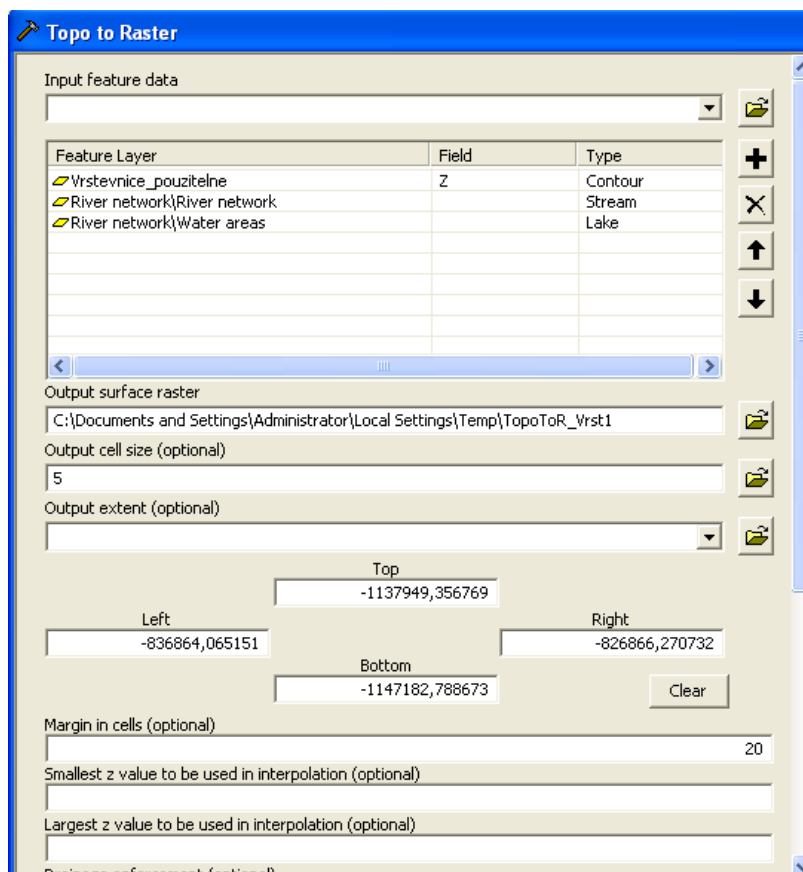 Topo to Raster
Input feature data
Feature Layer Field Type
Vrstevnice_pouzitelne Z Contour
River network\River network Stream
River network\Water areas Lake
Output surface raster
C:\Documents and Settings\Administrator\Local Settings\Temp\TopoToR_Vrst1
Output cell size (optional)
5
Output extent (optional)
Top
-1137949,356769
Left Right
-836864,065151 -826866,270732
Bottom
-1147182,788673
Clear
Margin in cells (optional)
20
Smallest z value to be used in interpolation (optional)
Largest z value to be used in interpolation (optional)
Drainage enforcement (optional)